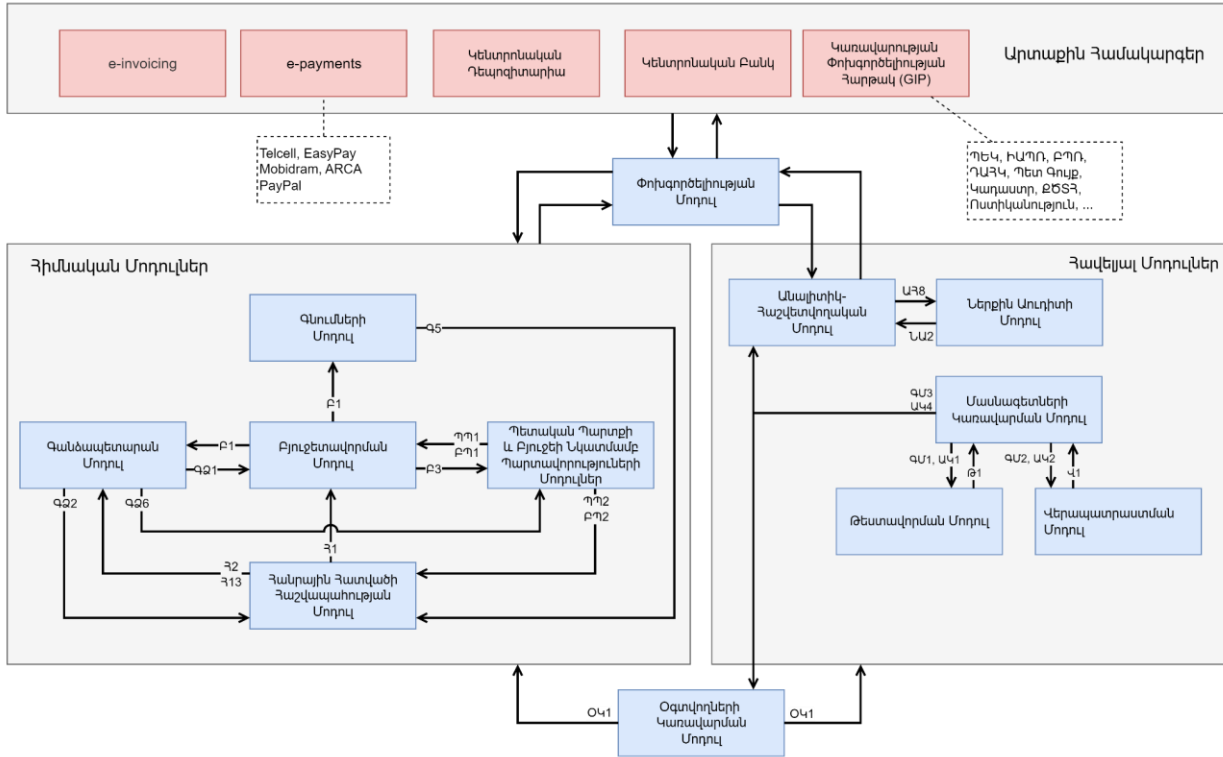 e-invoicing
e-payments
Կենտրոնական
Դեպոզիտարիա
Կենտրոնական Բանկ
Կառավարության
Փոխգործելիության
Հարթակ (GIP)
Արտաքին Համակարգեր
Telcell, EasyPay
Mobidram, ARCA
PayPal
ՊԵԿ, ԻԱՊՌ, ԲՊՌ,
ԴԱՀԿ, Պետ Գույք,
Կադաստր, ՔԾՏՀ,
Ոստիկանություն, ...
Փոխգործելիության
Մոդուլ
Հիմնական Մոդուլներ
Գնումների
Մոդուլ
Գ5
Բ1
Գանձապետարան
Մոդուլ
Բ1
ԳՁ1
Բյուջետավորման
Մոդուլ
ՊՊ1
ԲՊ1
Բ3
Պետական Պարտքի
և Բյուջեի Նկատմամբ
Պարտավորություների
Մոդուլներ
ԳՁ2
ԳՁ6
ՊՊ2
ԲՊ2
Հ1
Հ2
Հ13
Հանրային Հատվածի
Հաշվապահության
Մոդուլ
Հավելյալ Մոդուլներ
Անալիտիկ-
Հաշվետվողական
Մոդուլ
ԱՀ8
ՆԱ2
Ներքին Աուդիտի
Մոդուլ
ԳՄ3
ԱԿ4
Մասնագետների
Կառավարման Մոդուլ
ԳՄ1, ԱԿ1
Թ1
ԳՄ2, ԱԿ2
Վ1
Թեստավորման Մոդուլ
Վերապատրաստման
Մոդուլ
ՕԿ1
Օգտվողների
Կառավարման
Մոդուլ
ՕԿ1